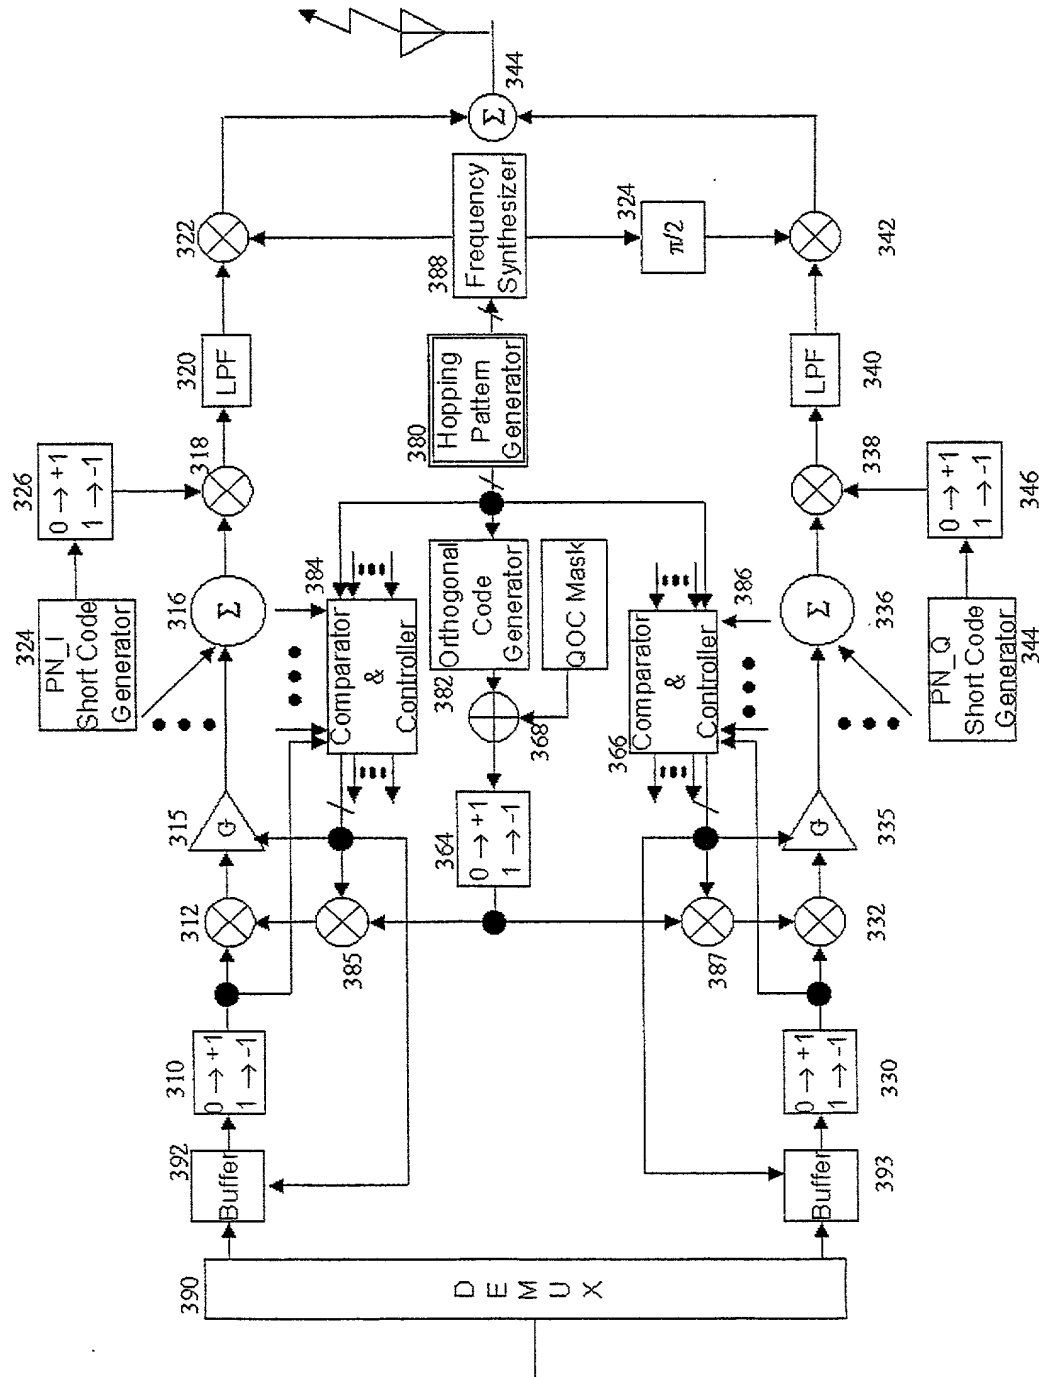 390
D E M U X
392
Buffer
310
0 → +1
1 → -1
312
385
315
G
324
PN_I
Short Code
Generator
326
0 → +1
1 → -1
316
Σ
318
320
LPF
322
384
Comparator
&
Controller
364
0 → +1
1 → -1
368
382
Orthogonal
Code
Generator
QOC Mask
380
Hopping
Pattern
Generator
388
Frequency
Synthesizer
324
π/2
Σ
344
366
Comparator
&
Controller
386
387
393
Buffer
330
0 → +1
1 → -1
332
335
G
336
Σ
344
PN_Q
Short Code
Generator
346
0 → +1
1 → -1
338
340
LPF
342